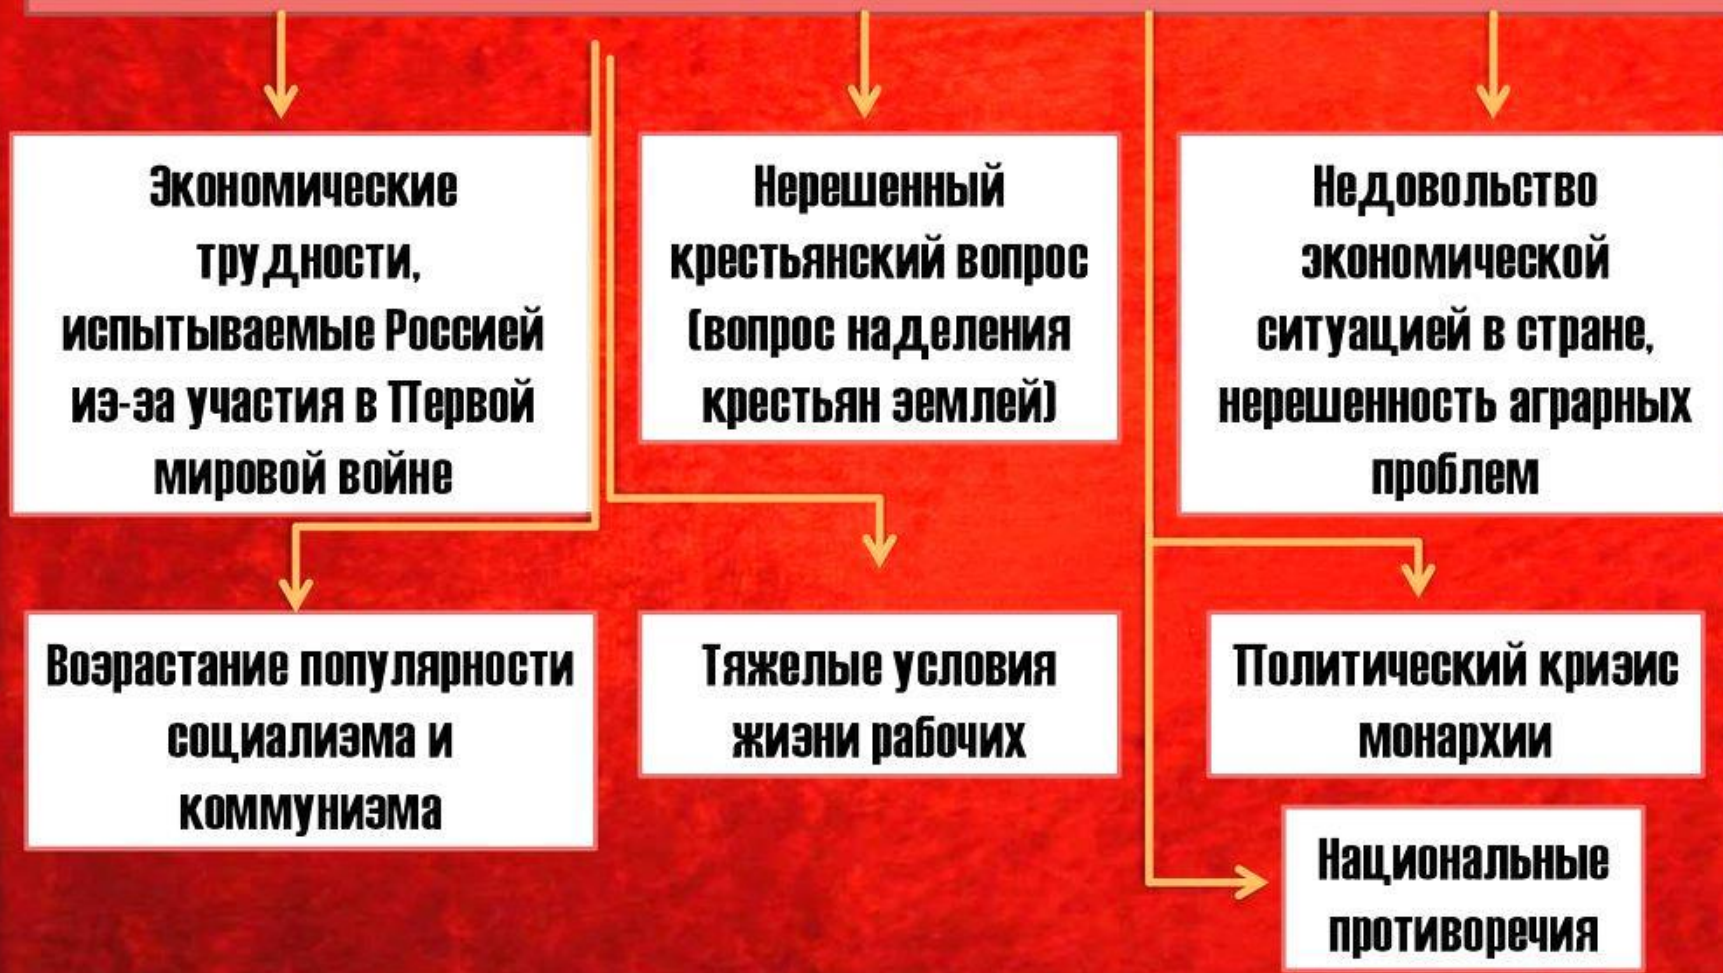 Экономические
трудности,
испытываемые Россией
из-за участия в Первой
мировой войне
Нерешенный
крестьянский вопрос
(вопрос наделения
крестьян землей)
Недовольство
экономической
ситуацией в стране,
нерешенность аграрных
проблем
Возрастание популярности
социализма и
коммунизма
Тяжелые условия
жизни рабочих
Политический кризис
монархии
Национальные
противоречия